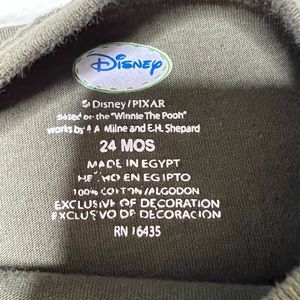 Disney
© Disney/PIXAR
Based on the "Winnie The Pooh"
works by A.A. Milne and E.H. Shepard
24 MOS
MADE IN EGYPT
HECHO EN EGIPTO
100% COTTON/ALGODON
EXCLUSIVE OF DECORATION
EXCLUSIVO DE DECORACION
RN 16435